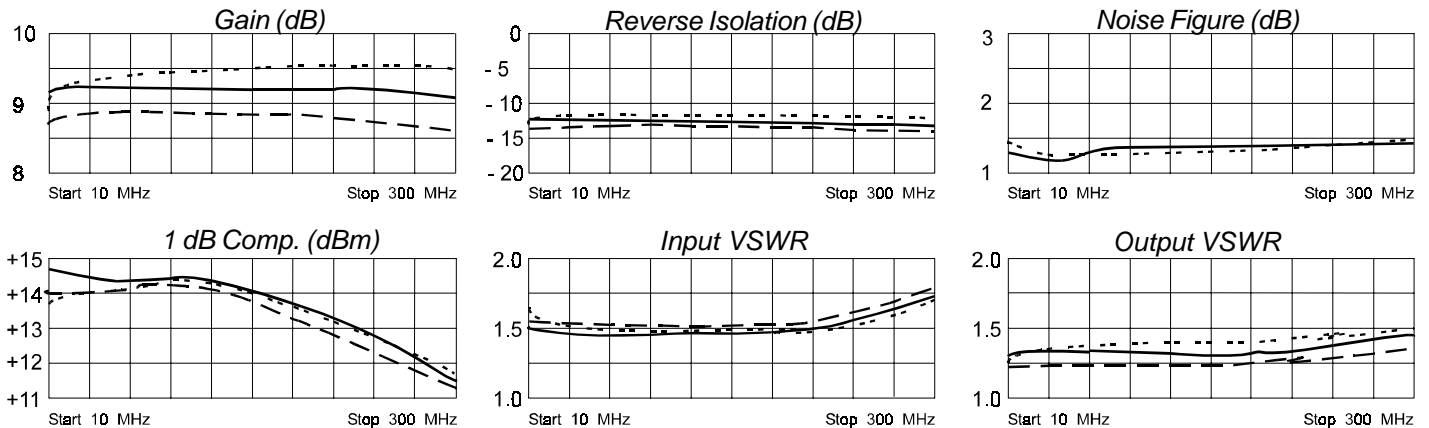 Gain (dB)
10
9
8
Start 10 MHz Stop 300 MHz
Reverse Isolation (dB)
0
- 5
- 10
- 15
- 20
Start 10 MHz Stop 300 MHz
Noise Figure (dB)
3
2
1
Start 10 MHz Stop 300 MHz
1 dB Comp. (dBm)
+15
+14
+13
+12
+11
Start 10 MHz Stop 300 MHz
Input VSWR
2.0
1.5
1.0
Start 10 MHz Stop 300 MHz
Output VSWR
2.0
1.5
1.0
Start 10 MHz Stop 300 MHz